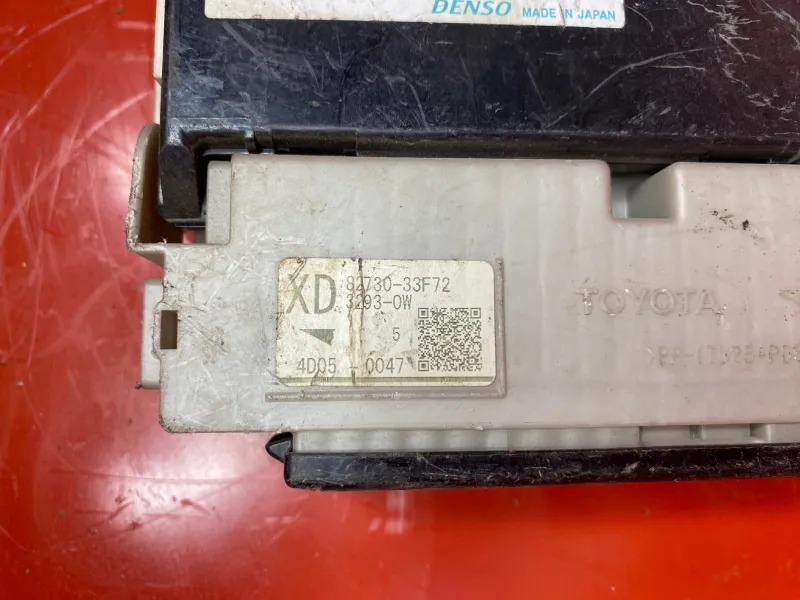 DENSO MADE IN JAPAN
XD 82730-33F72
3293-0W
5
4D05 - 0047
TOYOTA